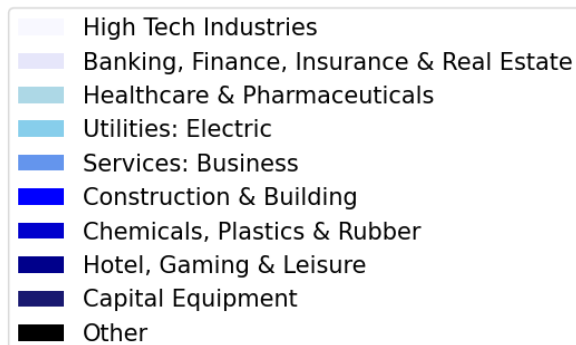 High Tech Industries
Banking, Finance, Insurance & Real Estate
Healthcare & Pharmaceuticals
Utilities: Electric
Services: Business
Construction & Building
Chemicals, Plastics & Rubber
Hotel, Gaming & Leisure
Capital Equipment
Other